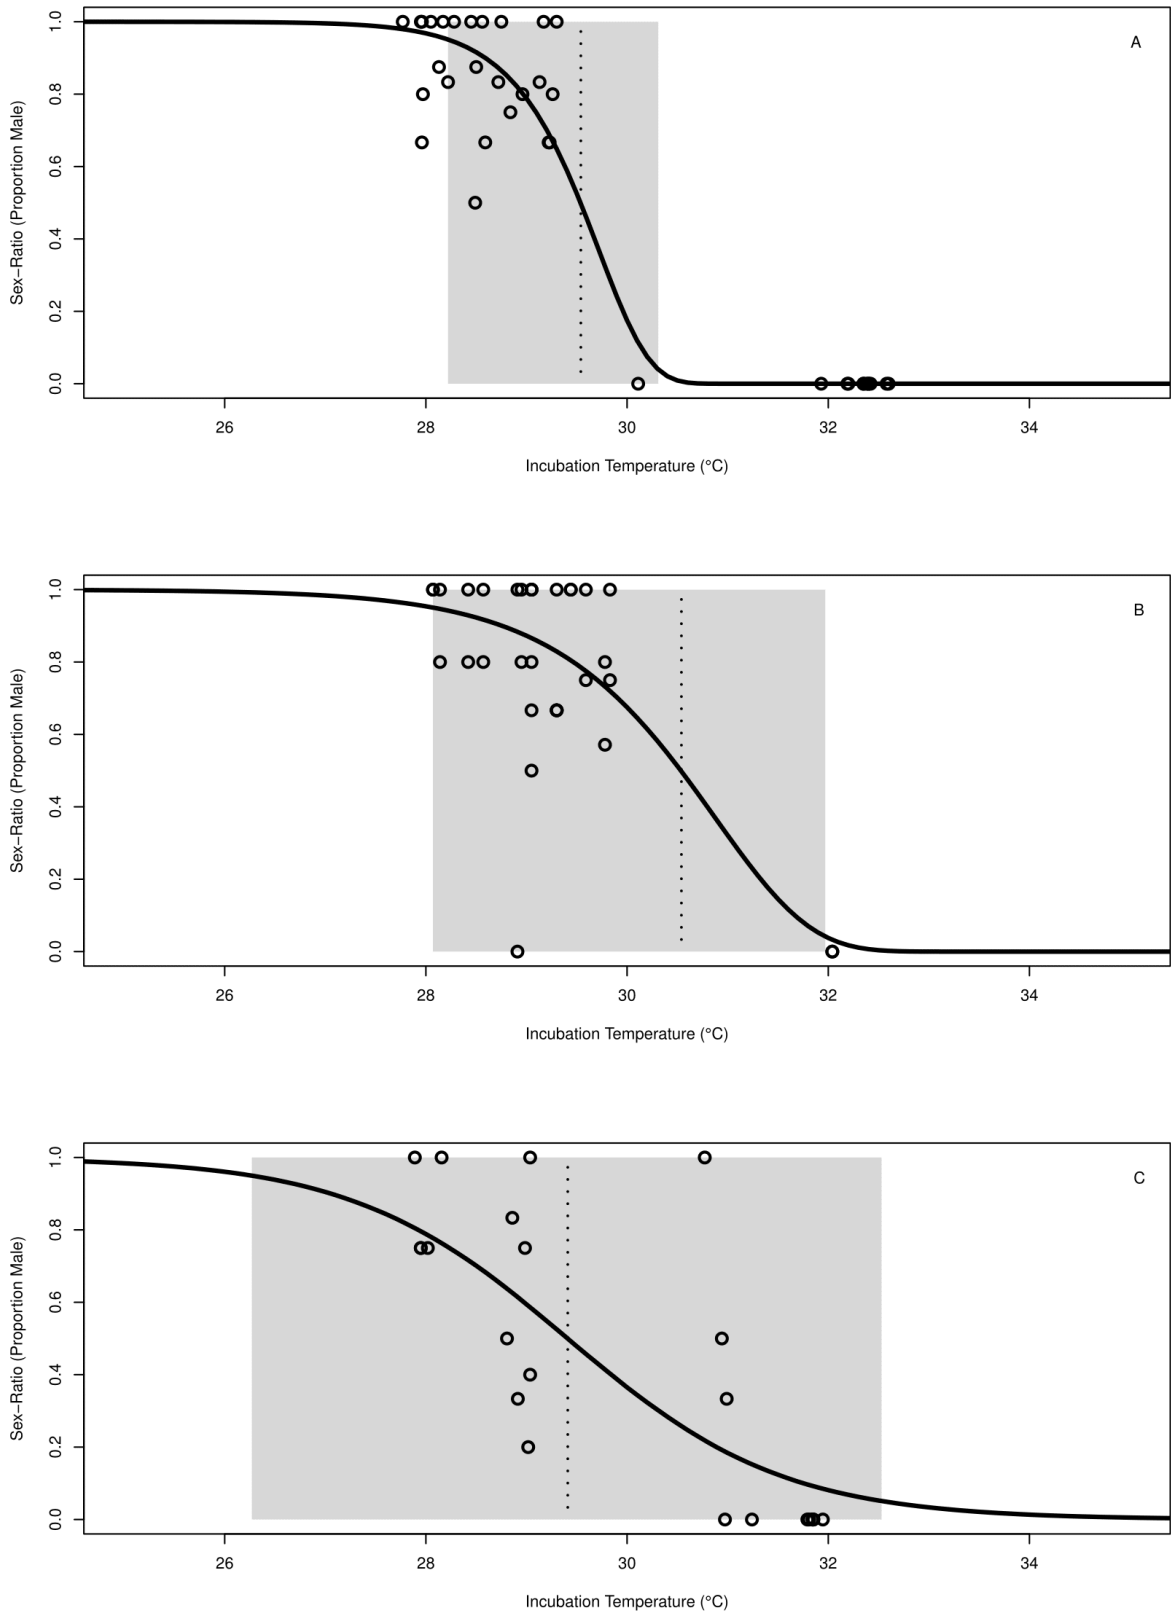 A
Sex−Ratio (Proportion Male)
1.0
0.8
0.6
0.4
0.2
0.0
26 28 30 32 34
Incubation Temperature (°C)
B
Sex−Ratio (Proportion Male)
1.0
0.8
0.6
0.4
0.2
0.0
26 28 30 32 34
Incubation Temperature (°C)
C
Sex−Ratio (Proportion Male)
1.0
0.8
0.6
0.4
0.2
0.0
26 28 30 32 34
Incubation Temperature (°C)